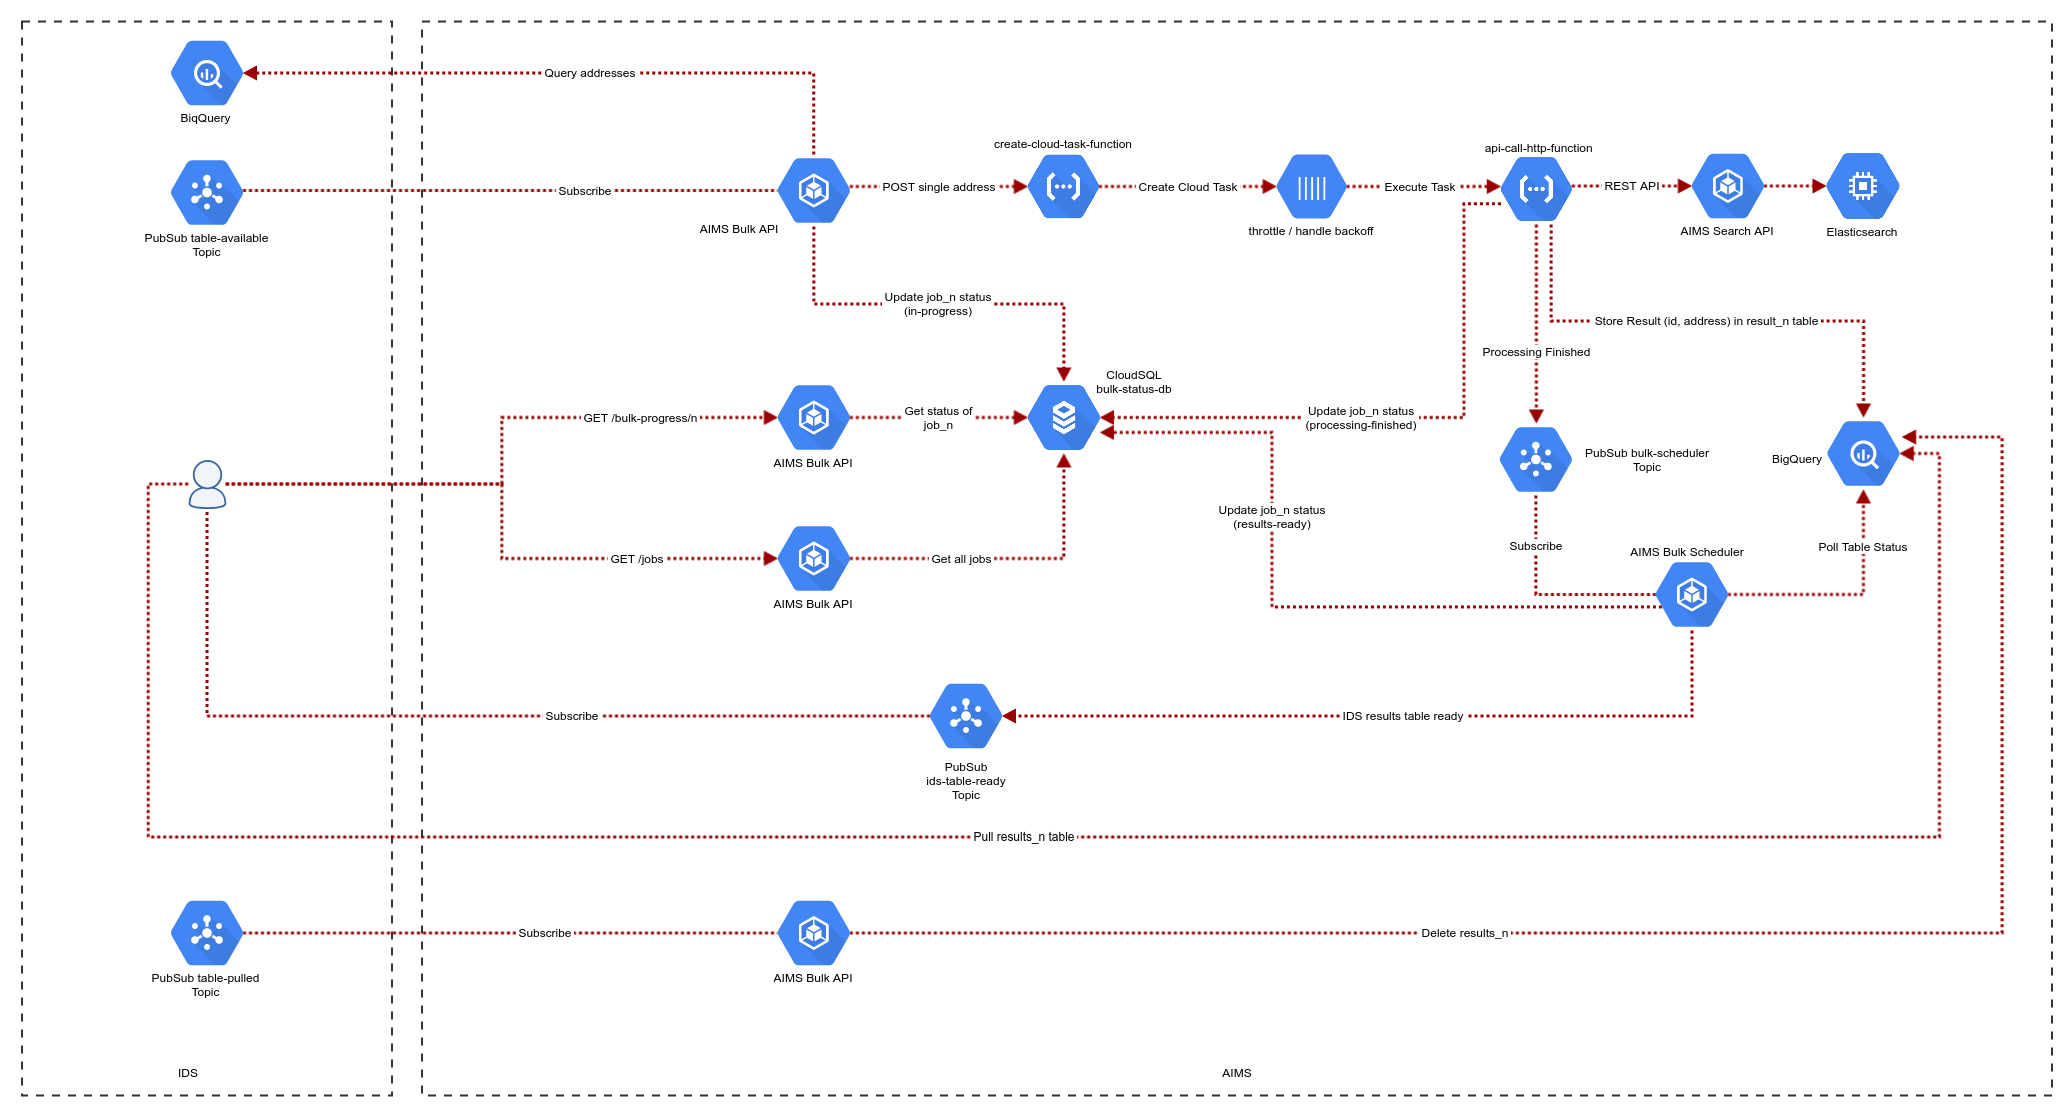 Query addresses
BiqQuery
create-cloud-task-function
api-call-http-function
Subscribe
POST single address
Create Cloud Task
Execute Task
REST API
PubSub table-available
Topic
AIMS Bulk API
throttle / handle backoff
AIMS Search API
Elasticsearch
Update job_n status
(in-progress)
Store Result (id, address) in result_n table
Processing Finished
CloudSQL
bulk-status-db
GET /bulk-progress/n
Get status of
job_n
Update job_n status
(processing-finished)
AIMS Bulk API
PubSub bulk-scheduler
Topic
BigQuery
Update job_n status
(results-ready)
Subscribe
AIMS Bulk Scheduler
Poll Table Status
GET /jobs
Get all jobs
AIMS Bulk API
Subscribe
IDS results table ready
PubSub
ids-table-ready
Topic
Pull results_n table
Subscribe
Delete results_n
PubSub table-pulled
Topic
AIMS Bulk API
IDS
AIMS